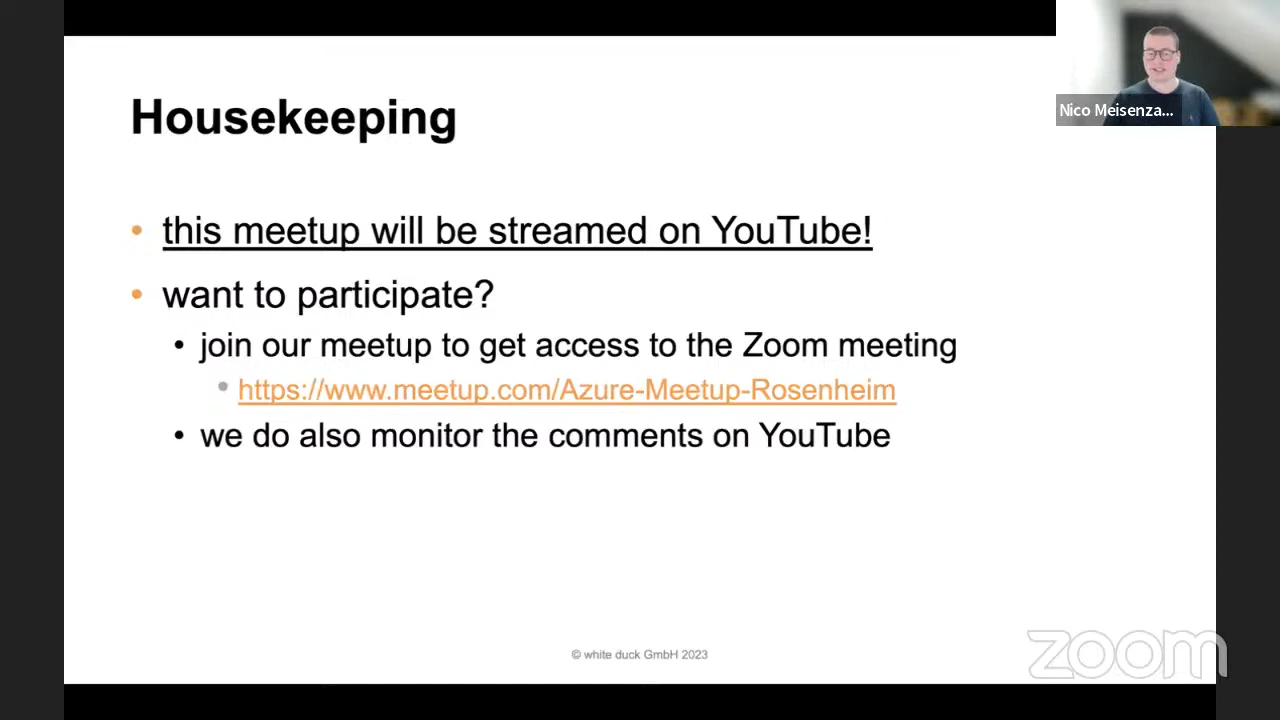 Housekeeping
Nico Meisenza...
• this meetup will be streamed on YouTube!
• want to participate?
• join our meetup to get access to the Zoom meeting
• https://www.meetup.com/Azure-Meetup-Rosenheim
• we do also monitor the comments on YouTube
© white duck GmbH 2023
zoom